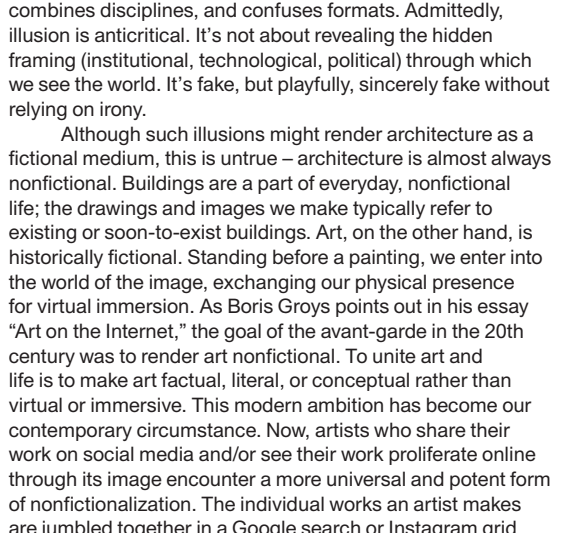 combines disciplines, and confuses formats. Admittedly,
illusion is anticritical. It’s not about revealing the hidden
framing (institutional, technological, political) through which
we see the world. It’s fake, but playfully, sincerely fake without
relying on irony.
Although such illusions might render architecture as a
fictional medium, this is untrue – architecture is almost always
nonfictional. Buildings are a part of everyday, nonfictional
life; the drawings and images we make typically refer to
existing or soon-to-exist buildings. Art, on the other hand, is
historically fictional. Standing before a painting, we enter into
the world of the image, exchanging our physical presence
for virtual immersion. As Boris Groys points out in his essay
“Art on the Internet,” the goal of the avant-garde in the 20th
century was to render art nonfictional. To unite art and
life is to make art factual, literal, or conceptual rather than
virtual or immersive. This modern ambition has become our
contemporary circumstance. Now, artists who share their
work on social media and/or see their work proliferate online
through its image encounter a more universal and potent form
of nonfictionalization. The individual works an artist makes
are jumbled together in a Google search or Instagram grid